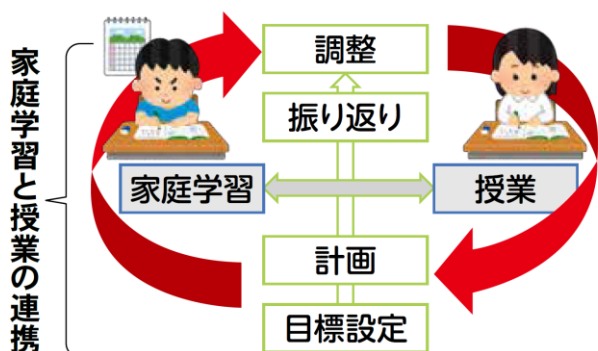 家庭学習と授業の連携
調整
振り返り
家庭学習
授業
計画
目標設定